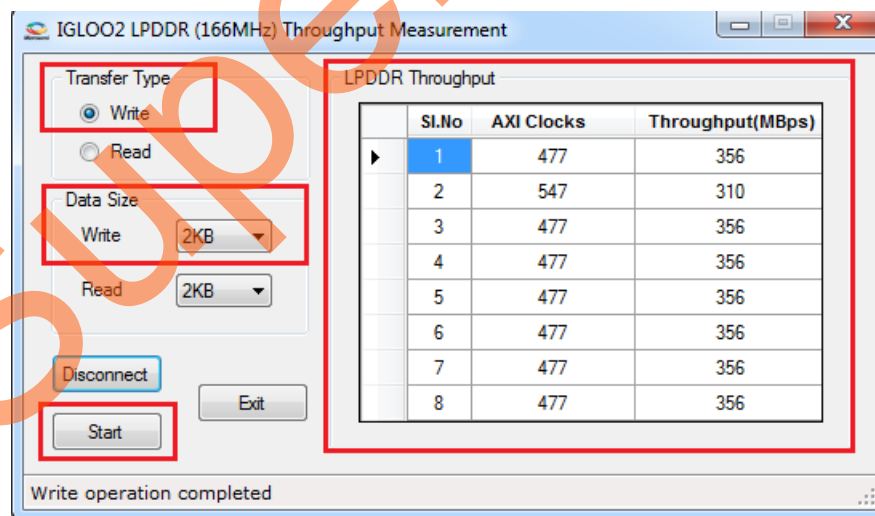 IGLOO2 LPDDR (166MHz) Throughput Measurement
Transfer Type
Write
Read
Data Size
Write 2KB
Read 2KB
Disconnect
Exit
Start
LPDDR Throughput
Sl.No AXI Clocks Throughput(MBps)
1 477 356
2 547 310
3 477 356
4 477 356
5 477 356
6 477 356
7 477 356
8 477 356
Write operation completed